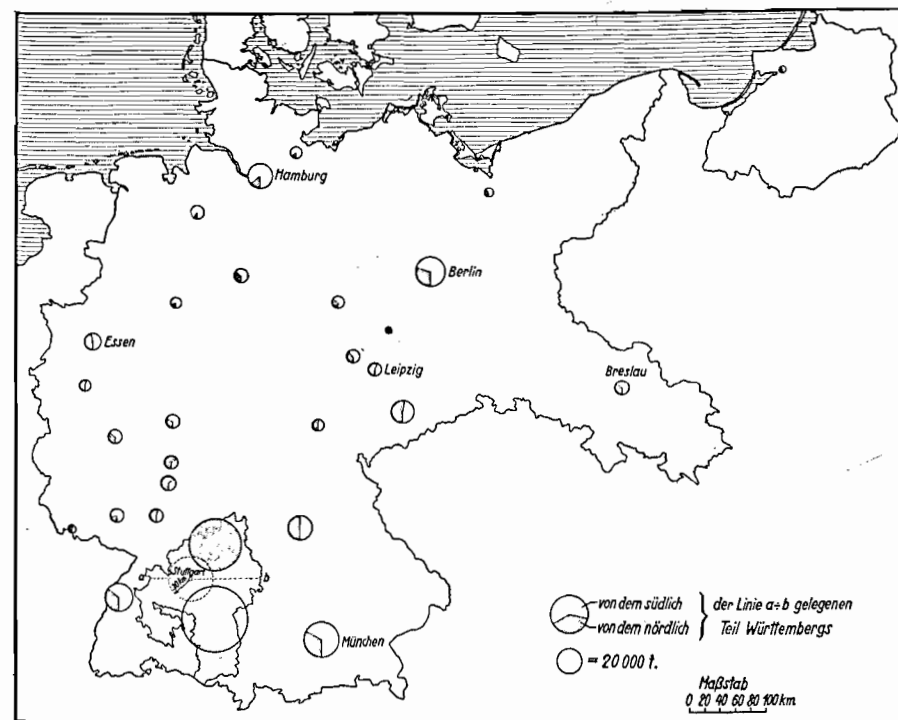 Hamburg
Berlin
Essen
Leipzig
Breslau
Stuttgart
a
b
München
von dem südlich
von dem nördlich
der Linie a÷b gelegenen
Teil Württembergs
= 20 000 t.
Maßstab
0 20 40 60 80 100 km.